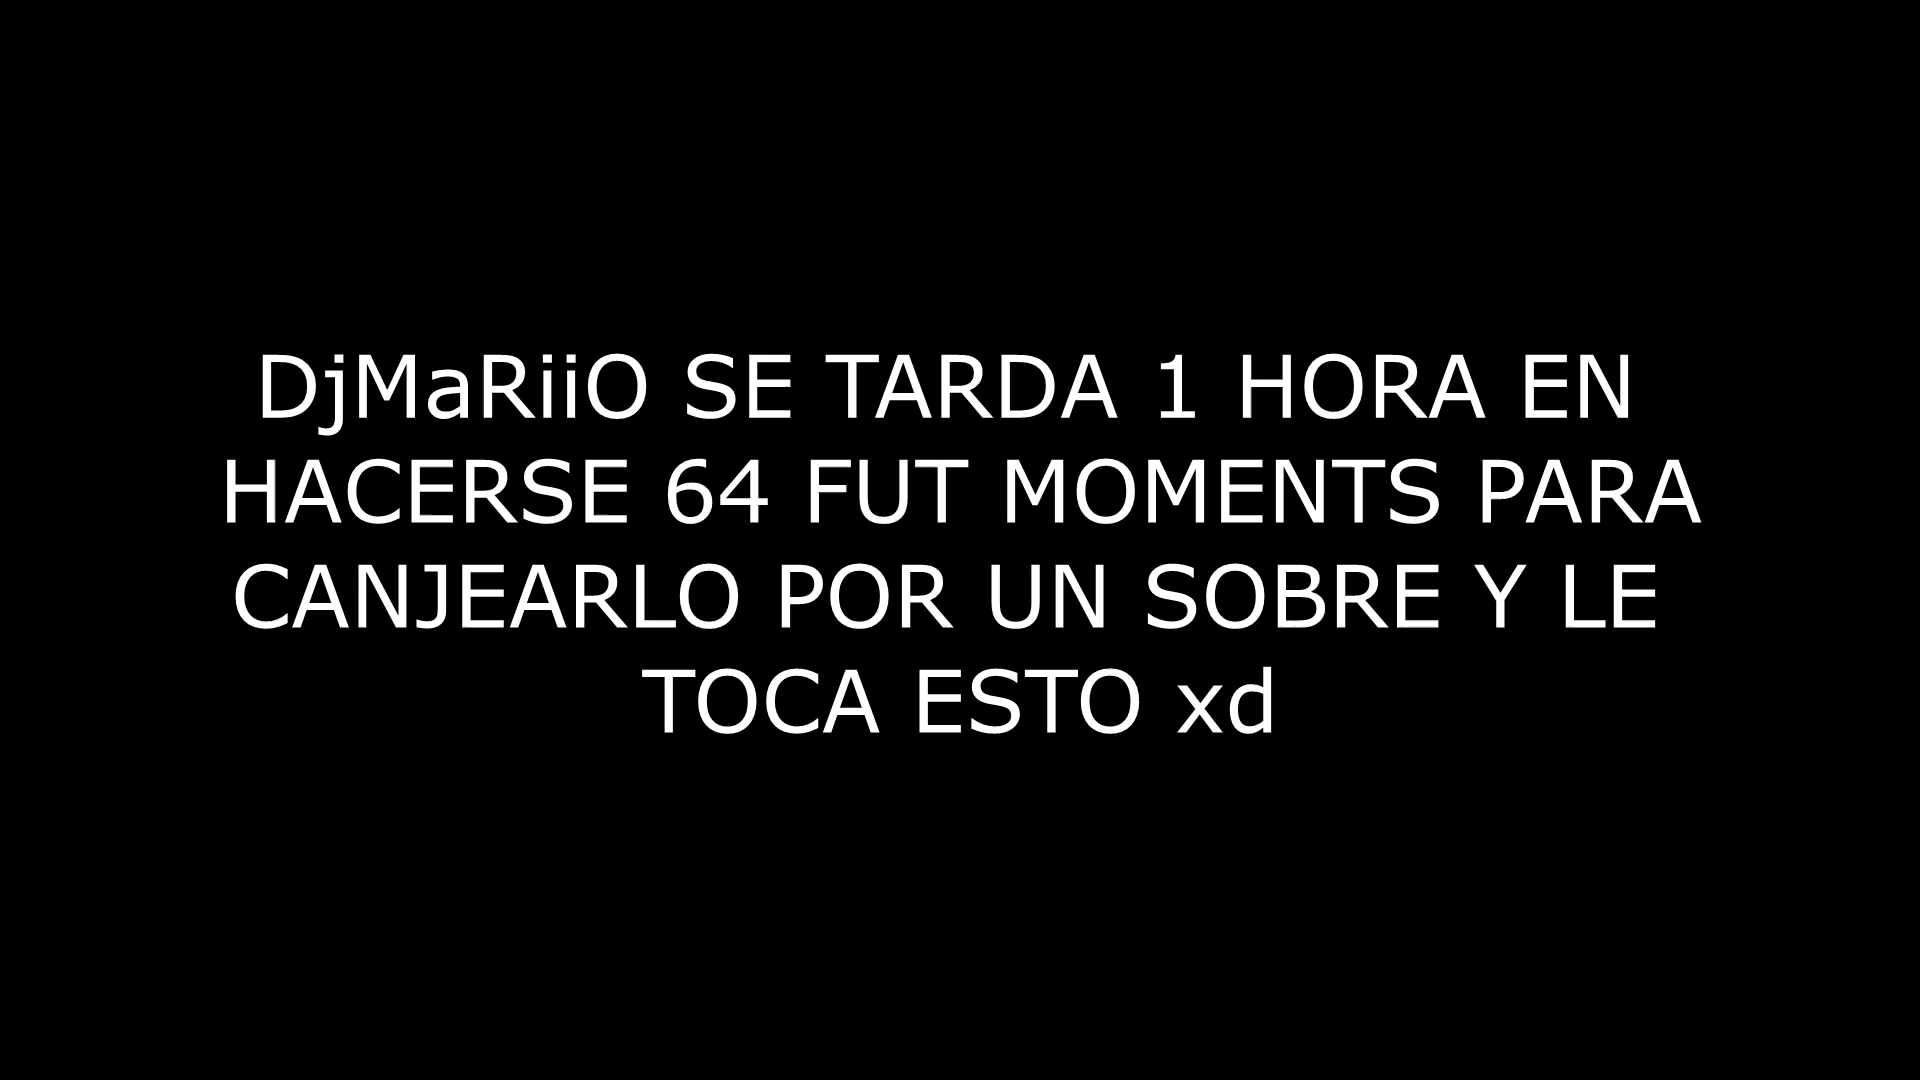 DjMaRiiO SE TARDA 1 HORA EN
HACERSE 64 FUT MOMENTS PARA
CANJEARLO POR UN SOBRE Y LE
TOCA ESTO xd